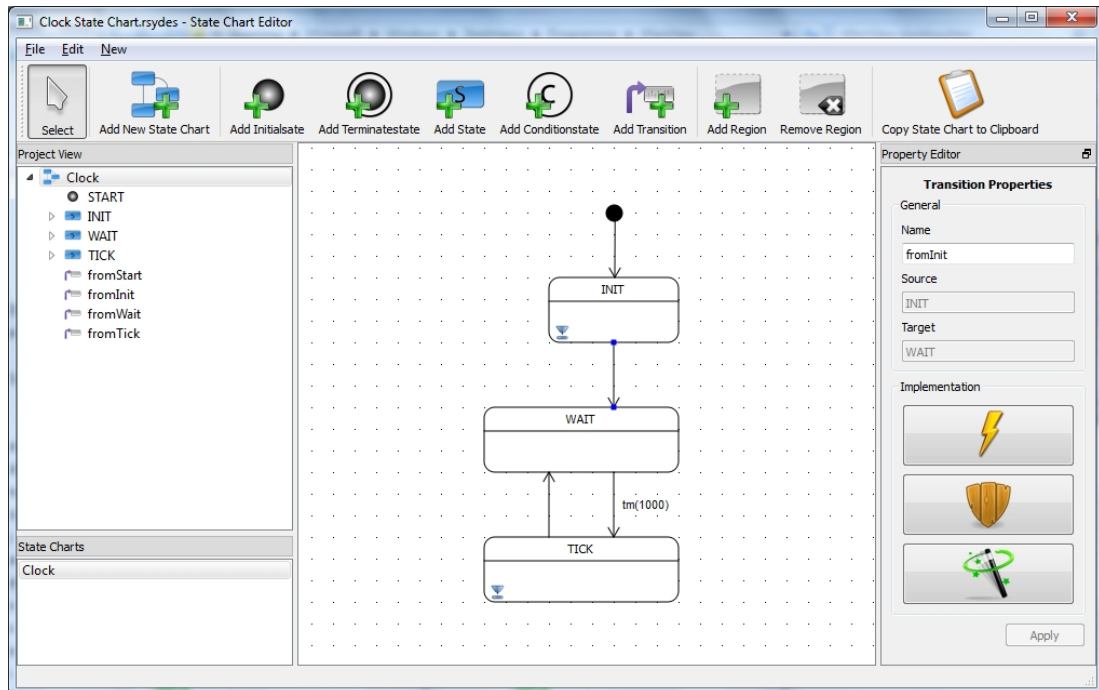 Clock State Chart.rsydes - State Chart Editor
File Edit New
Select Add New State Chart Add Initialsate Add Terminatestate Add State Add Conditionstate Add Transition Add Region Remove Region Copy State Chart to Clipboard
Project View
Clock
START
INIT
WAIT
TICK
fromStart
fromInit
fromWait
fromTick
State Charts
Clock
INIT
WAIT
tm(1000)
TICK
Property Editor
Transition Properties
General
Name
fromInit
Source
INIT
Target
WAIT
Implementation
Apply